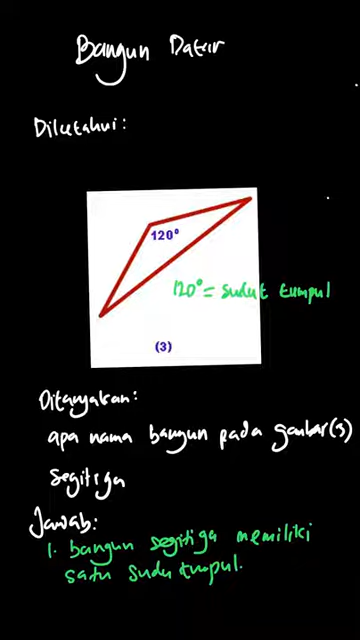 Bangun Datar
Diketahui:
120°
120° = sudut tumpul
(3)
Ditanyakan:
apa nama bangun pada gambar (3)
Segitiga
Jawab:
1. bangun segitiga memiliki
satu sudut tumpul.